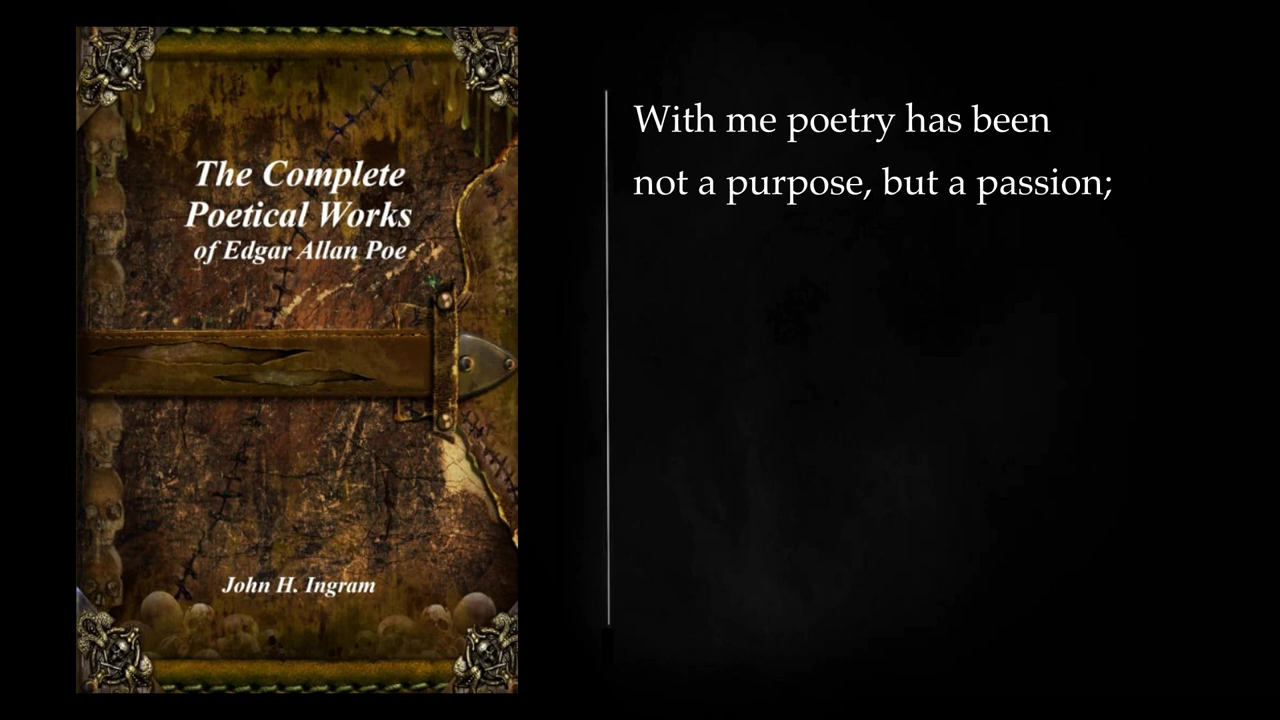 The Complete
Poetical Works
of Edgar Allan Poe
John H. Ingram
With me poetry has been
not a purpose, but a passion;